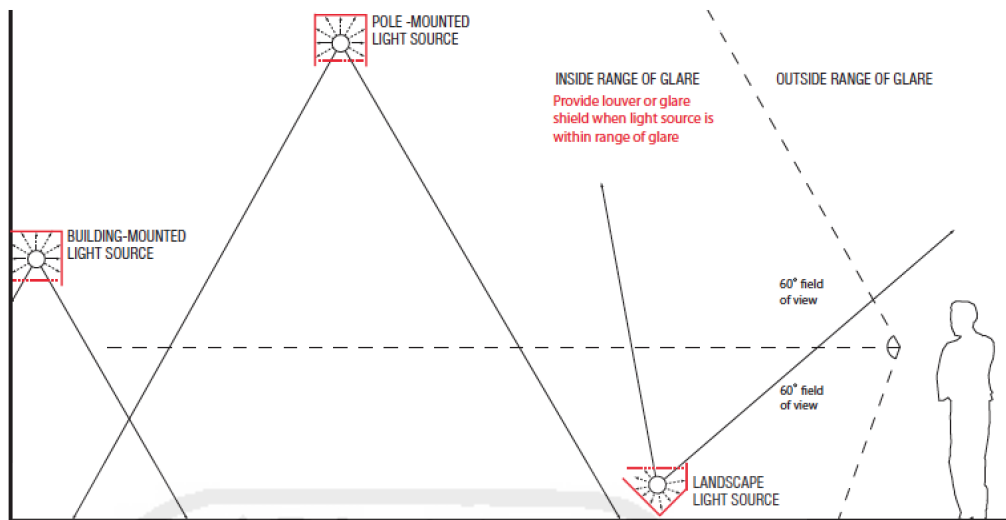 POLE -MOUNTED
LIGHT SOURCE
INSIDE RANGE OF GLARE
Provide louver or glare
shield when light source is
within range of glare
OUTSIDE RANGE OF GLARE
BUILDING-MOUNTED
LIGHT SOURCE
60° field
of view
60° field
of view
LANDSCAPE
LIGHT SOURCE